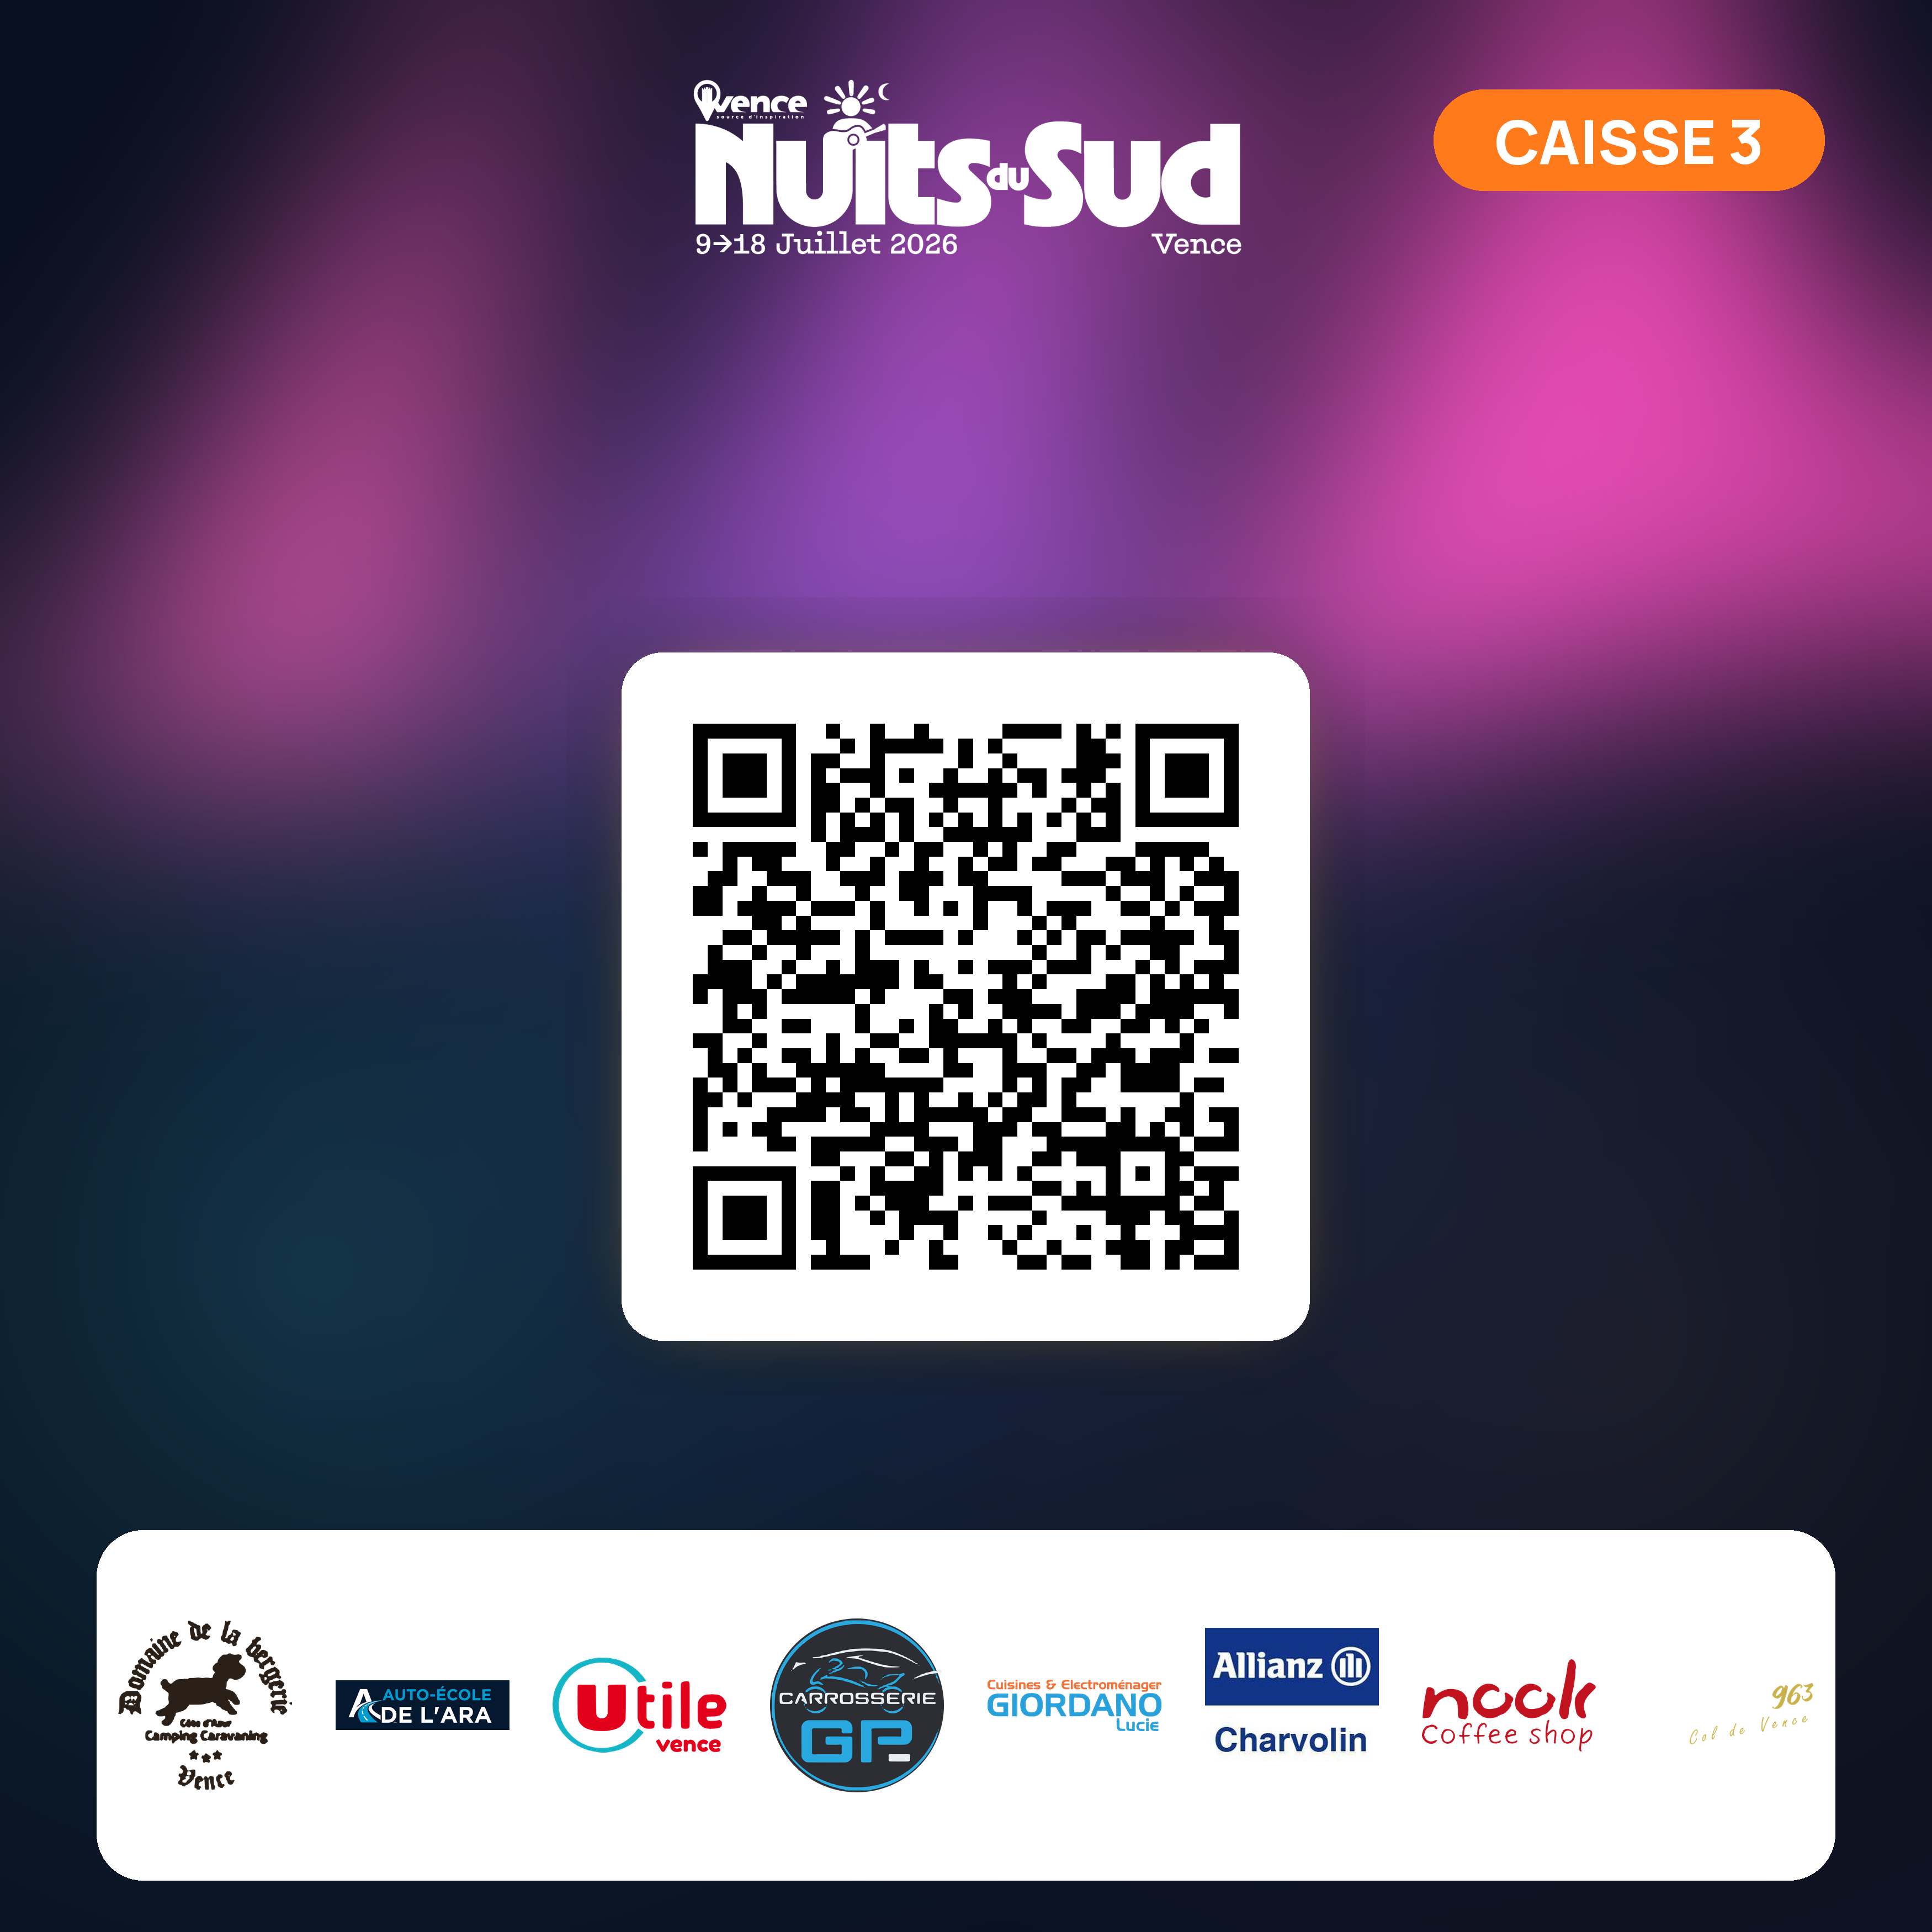 vence
source d'inspiration
Nuits du Sud
9→18 Juillet 2026
Vence
CAISSE 3
Domaine de la bergerie
Côte d'Azur
Camping Caravaning
Vence
AUTO-ÉCOLE
DE L'ARA
Utile
vence
CARROSSERIE
GP
Cuisines & Electroménager
GIORDANO
Lucie
Allianz
Charvolin
nook
Coffee shop
963
Col de Vence